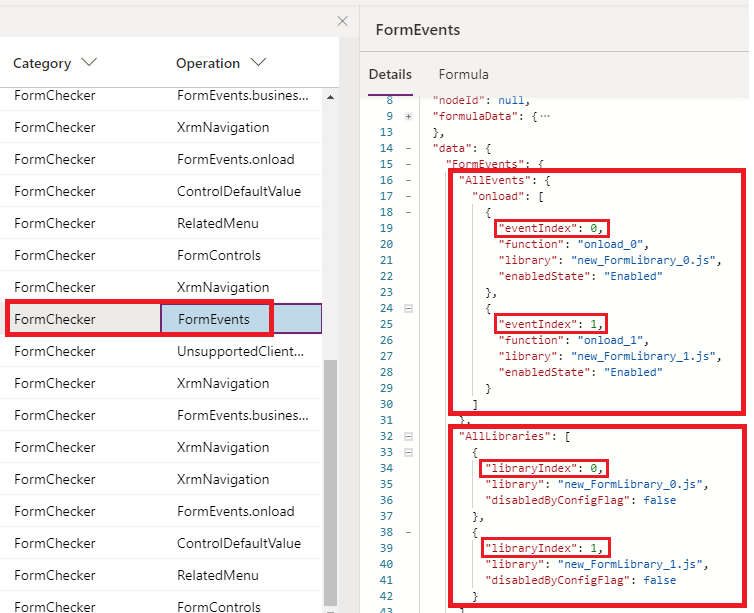 Category Operation
FormChecker FormEvents.busines...
FormChecker XrmNavigation
FormChecker FormEvents.onload
FormChecker ControlDefaultValue
FormChecker RelatedMenu
FormChecker FormControls
FormChecker XrmNavigation
FormChecker FormEvents
FormChecker UnsupportedClient...
FormChecker XrmNavigation
FormChecker FormEvents.busines...
FormChecker XrmNavigation
FormChecker XrmNavigation
FormChecker FormEvents.onload
FormChecker ControlDefaultValue
FormChecker RelatedMenu
FormChecker FormControls
FormEvents
Details Formula
8 "nodeId": null,
9 + "formulaData": {...
13 },
14 - "data": {
15 - "FormEvents": {
16 - "AllEvents": {
17 - "onload": [
18 - {
19 "eventIndex": 0,
20 "function": "onload_0",
21 "library": "new_FormLibrary_0.js",
22 "enabledState": "Enabled"
23 },
24 - {
25 "eventIndex": 1,
26 "function": "onload_1",
27 "library": "new_FormLibrary_1.js",
28 "enabledState": "Enabled"
29 }
30 ]
31 },
32 - "AllLibraries": [
33 - {
34 "libraryIndex": 0,
35 "library": "new_FormLibrary_0.js",
36 "disabledByConfigFlag": false
37 },
38 - {
39 "libraryIndex": 1,
40 "library": "new_FormLibrary_1.js",
41 "disabledByConfigFlag": false
42 }
43 ]